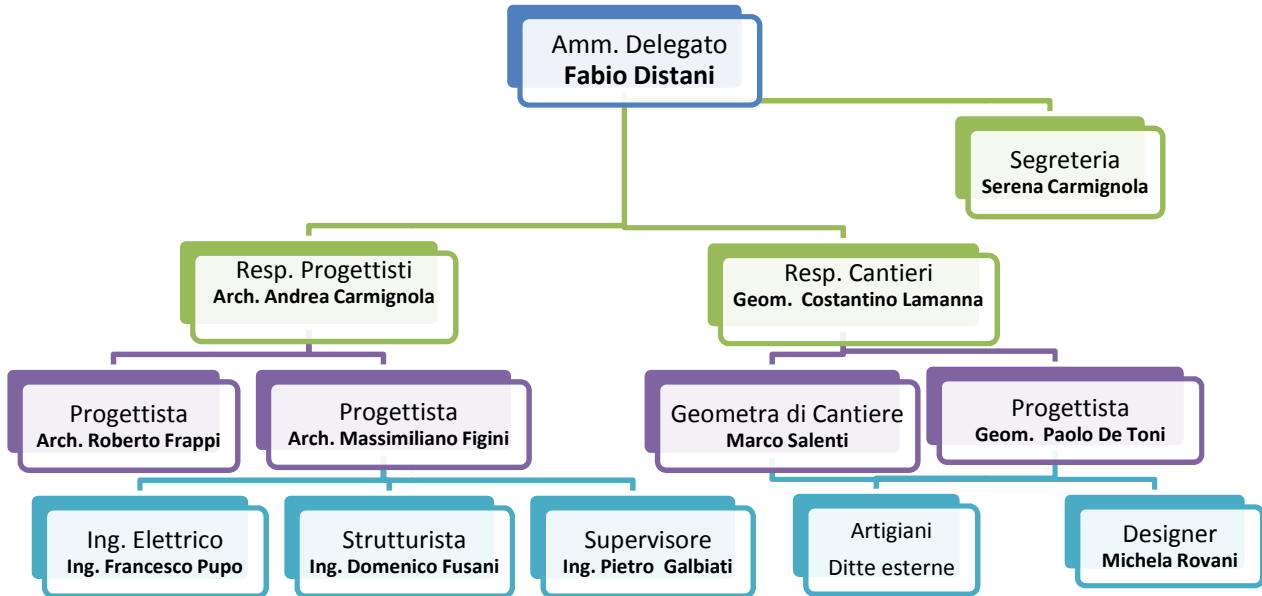 Amm. Delegato
Fabio Distani
Segreteria
Serena Carmignola
Resp. Progettisti
Arch. Andrea Carmignola
Resp. Cantieri
Geom. Costantino Lamanna
Progettista
Arch. Roberto Frappi
Progettista
Arch. Massimiliano Figini
Geometra di Cantiere
Marco Salenti
Progettista
Geom. Paolo De Toni
Ing. Elettrico
Ing. Francesco Pupo
Strutturista
Ing. Domenico Fusani
Supervisore
Ing. Pietro Galbiati
Artigiani
Ditte esterne
Designer
Michela Rovani